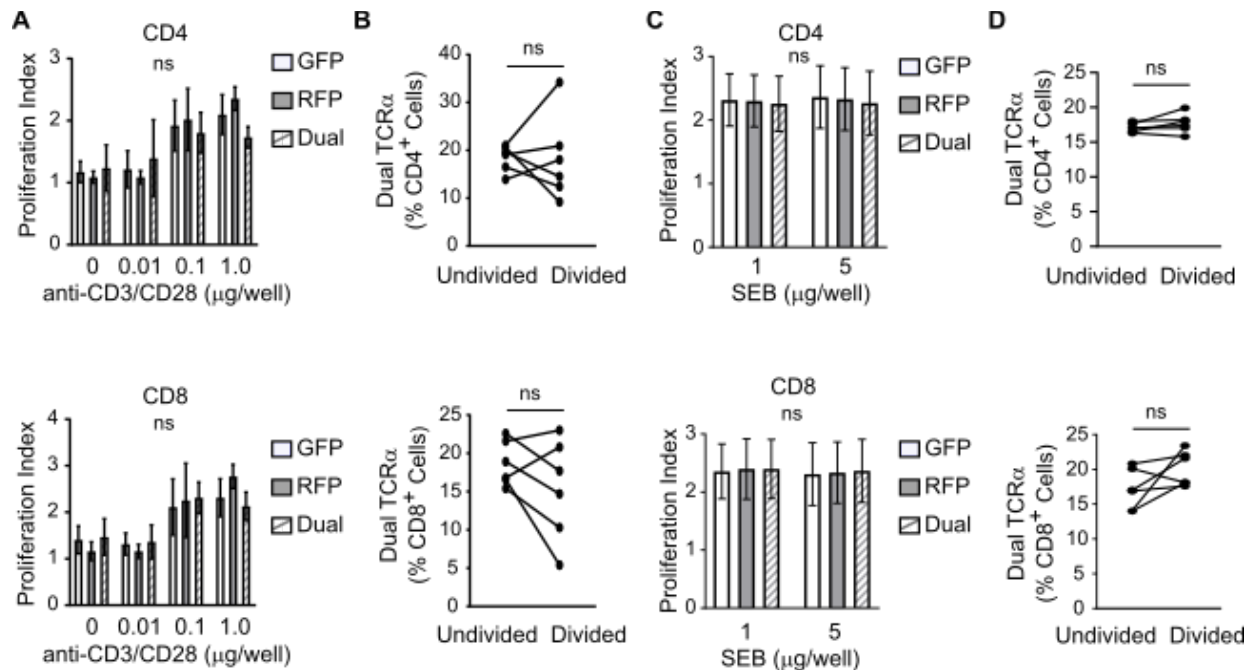 A
CD4
ns
Proliferation Index
3
2
1
0
0 0.01 0.1 1.0
anti-CD3/CD28 (μg/well)
GFP
RFP
Dual
B
ns
Dual TCRα
(% CD4+ Cells)
40
30
20
10
0
Undivided Divided
C
CD4
ns
Proliferation Index
3
2
1
0
1 5
SEB (μg/well)
GFP
RFP
Dual
D
ns
Dual TCRα
(% CD4+ Cells)
25
20
15
10
5
0
Undivided Divided
CD8
ns
Proliferation Index
4
3
2
1
0
0 0.01 0.1 1.0
anti-CD3/CD28 (μg/well)
GFP
RFP
Dual
ns
Dual TCRα
(% CD8+ Cells)
25
20
15
10
5
0
Undivided Divided
CD8
ns
Proliferation Index
3
2
1
0
1 5
SEB (μg/well)
GFP
RFP
Dual
ns
Dual TCRα
(% CD8+ Cells)
25
20
15
10
5
0
Undivided Divided